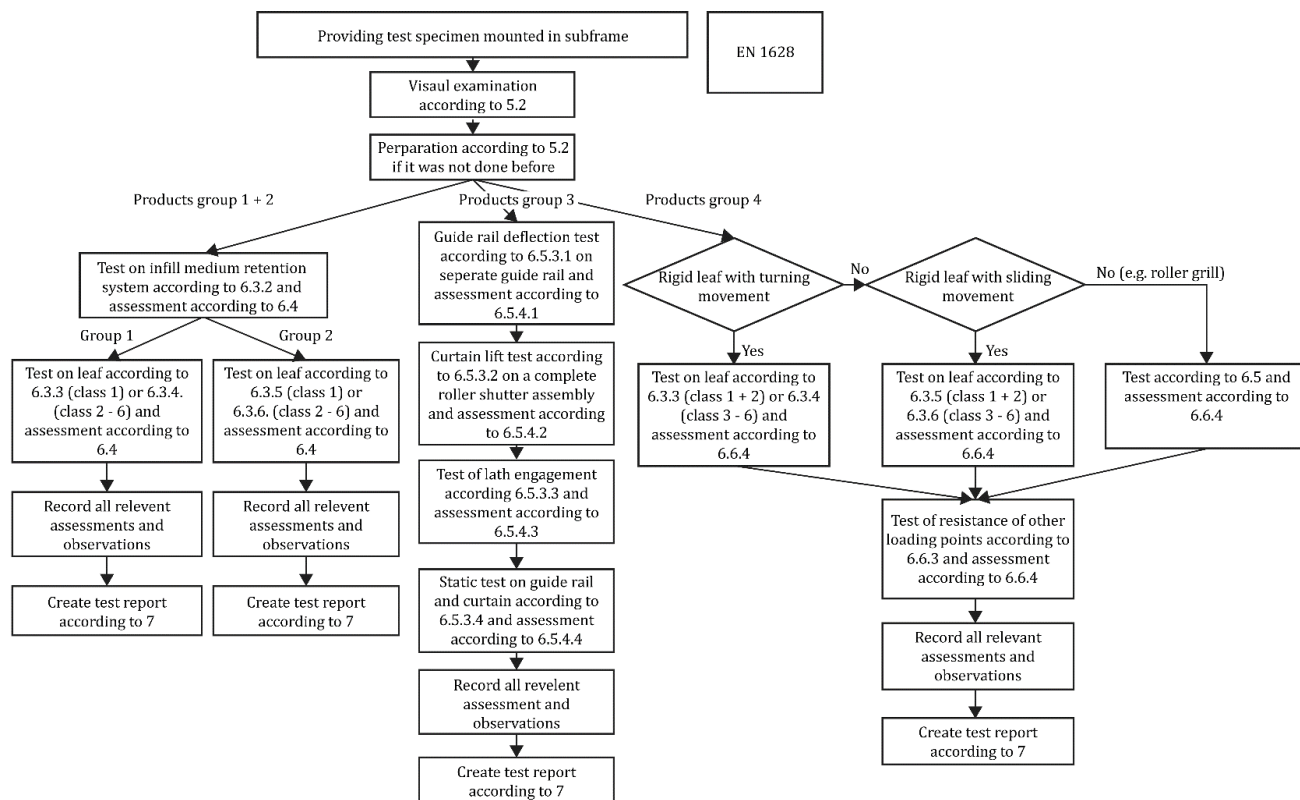 Providing test specimen mounted in subframe
EN 1628
Visaul examination
according to 5.2
Perparation according to 5.2
if it was not done before
Products group 1 + 2
Products group 3
Products group 4
Test on infill medium retention
system according to 6.3.2 and
assessment according to 6.4
Group 1
Group 2
Test on leaf according to
6.3.3 (class 1) or 6.3.4.
(class 2 - 6) and
assessment according to
6.4
Test on leaf according to
6.3.5 (class 1) or
6.3.6. (class 2 - 6) and
assessment according to
6.4
Record all relevent
assessments and
observations
Record all relevent
assessments and
observations
Create test report
according to 7
Create test report
according to 7
Guide rail deflection test
according to 6.5.3.1 on
seperate guide rail and
assessment according to
6.5.4.1
Curtain lift test according
to 6.5.3.2 on a complete
roller shutter assembly
and assessment according
to 6.5.4.2
Test of lath engagement
according 6.5.3.3 and
assessment according to
6.5.4.3
Static test on guide rail
and curtain according to
6.5.3.4 and assessment
according to 6.5.4.4
Record all revelent
assessment and
observations
Create test report
according to 7
Rigid leaf with turning
movement
No
Rigid leaf with sliding
movement
No (e.g. roller grill)
Yes
Yes
Test on leaf according to
6.3.3 (class 1 + 2) or 6.3.4
(class 3 - 6) and
assessment according to
6.6.4
Test on leaf according to
6.3.5 (class 1 + 2) or
6.3.6 (class 3 - 6) and
assessment according to
6.6.4
Test according to 6.5 and
assessment according to
6.6.4
Test of resistance of other
loading points according to
6.6.3 and assessment
according to 6.6.4
Record all relevant
assessments and
observations
Create test report
according to 7